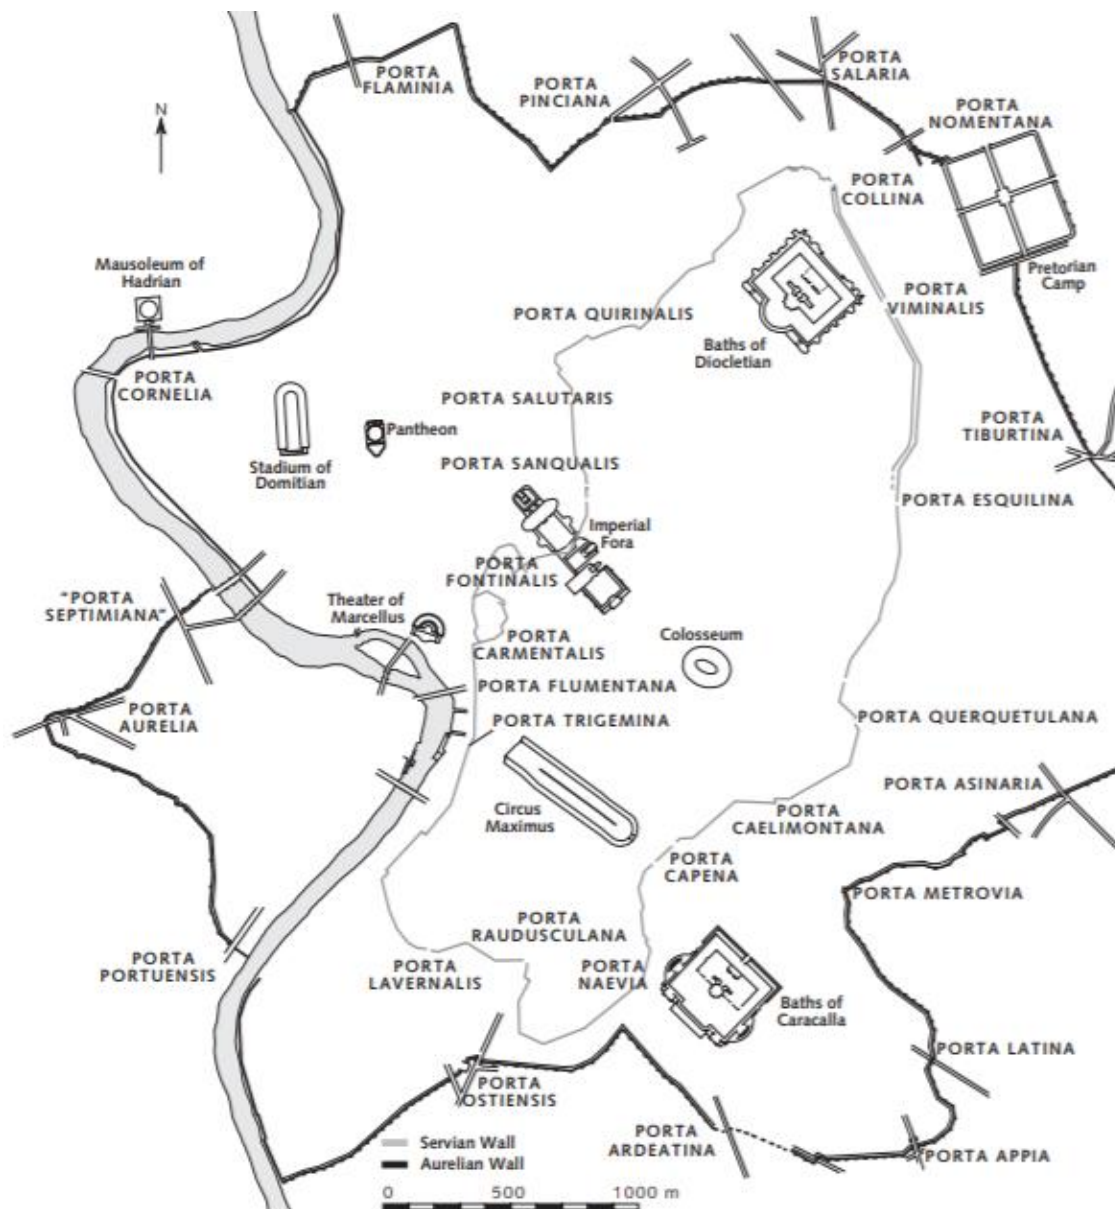 PORTA
FLAMINIA
PORTA
PINCIANA
PORTA
SALARIA
PORTA
NOMENTANA
N
PORTA
COLLINA
Mausoleum of
Hadrian
Pretorian
Camp
PORTA
VIMINALIS
PORTA QUIRINALIS
Baths of
Diocletian
PORTA
CORNELIA
PORTA SALUTARIS
Pantheon
PORTA
TIBURTINA
Stadium of
Domitian
PORTA SANQUALIS
PORTA ESQUILINA
Imperial
Fora
PORTA
FONTINALIS
"PORTA
SEPTIMIANA"
Theater of
Marcellus
PORTA
CARMENTALIS
Colosseum
PORTA FLUMENTANA
PORTA
AURELIA
PORTA TRIGEMINA
PORTA QUERQUETULANA
PORTA ASINARIA
Circus
Maximus
PORTA
CAELIMONTANA
PORTA
CAPENA
PORTA METROVIA
PORTA
RAUDUSCULANA
PORTA
PORTUENSIS
PORTA
LAVERNALIS
PORTA
NAEVIA
Baths of
Caracalla
PORTA LATINA
PORTA
OSTIENSIS
PORTA
ARDEATINA
PORTA APPIA
Servian Wall
Aurelian Wall
0 500 1000 m